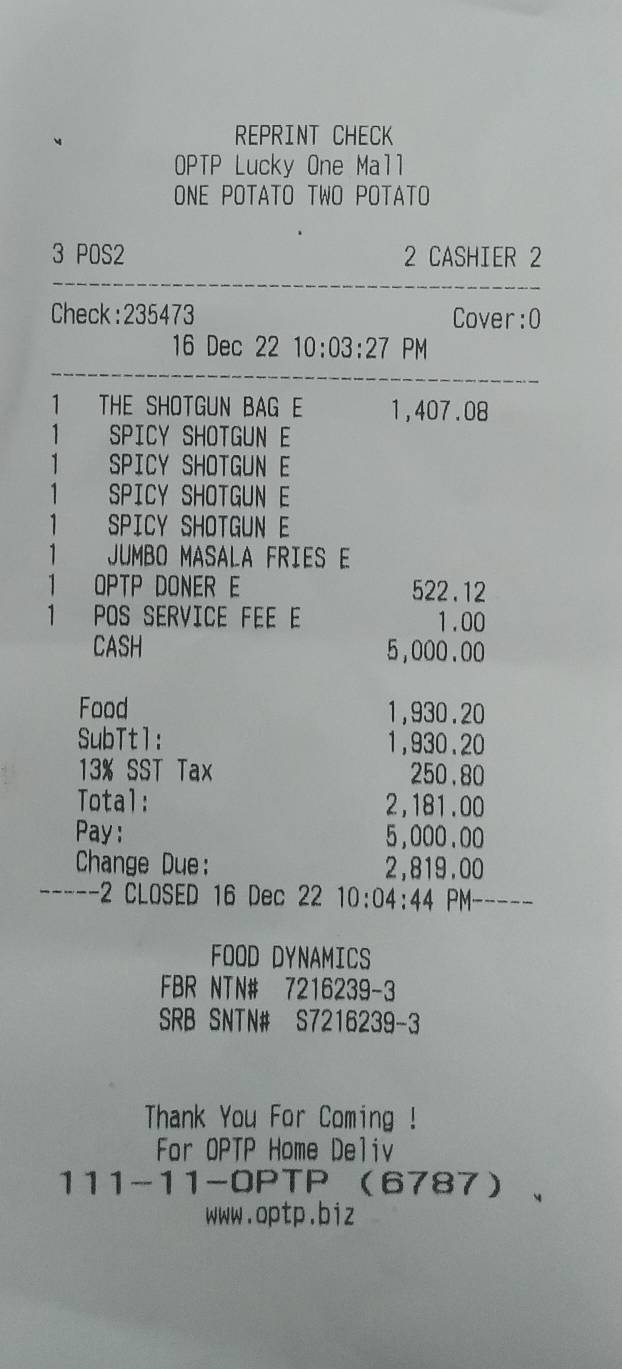 REPRINT CHECK
OPTP Lucky One Mall
ONE POTATO TWO POTATO
3 POS2 2 CASHIER 2
Check:235473 Cover:0
16 Dec 22 10:03:27 PM
1 THE SHOTGUN BAG E 1,407.08
1 SPICY SHOTGUN E
1 SPICY SHOTGUN E
1 SPICY SHOTGUN E
1 SPICY SHOTGUN E
1 JUMBO MASALA FRIES E
1 OPTP DONER E 522.12
1 POS SERVICE FEE E 1.00
CASH 5,000.00
Food 1,930.20
SubTtl: 1,930.20
13% SST Tax 250.80
Total: 2,181.00
Pay: 5,000.00
Change Due: 2,819.00
-----2 CLOSED 16 Dec 22 10:04:44 PM-----
FOOD DYNAMICS
FBR NTN# 7216239-3
SRB SNTN# S7216239-3
Thank You For Coming !
For OPTP Home Deliv
111-11-OPTP (6787)
www.optp.biz